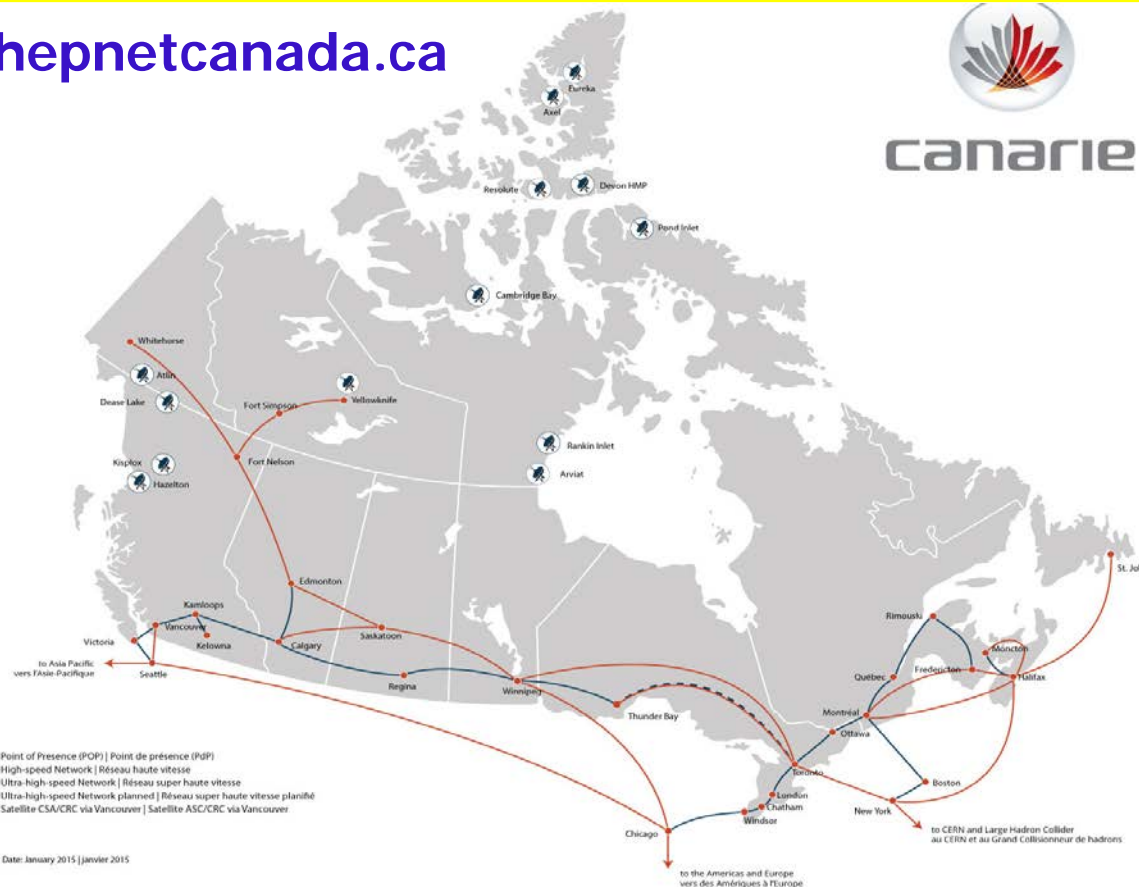 hepnetcanada.ca
canarie
Eureka
Axel
Resolute
Devon HMP
Pond Inlet
Cambridge Bay
Whitehorse
Atlin
Dease Lake
Fort Simpson
Yellowknife
Rankin Inlet
Fort Nelson
Kispiox
Arviat
Hazelton
St. Jo
Edmonton
Kamloops
Rimouski
Vancouver
Saskatoon
Victoria
Kelowna
Calgary
Moncton
to Asia Pacific
vers l'Asie-Pacifique
Seattle
Fredericton
Halifax
Québec
Regina
Winnipeg
Thunder Bay
Montréal
Ottawa
Toronto
Boston
London
Chatham
Windsor
New York
Chicago
to CERN and Large Hadron Collider
au CERN et au Grand Collisionneur de hadrons
to the Americas and Europe
vers des Amériques à l'Europe
Point of Presence (POP) | Point de présence (PdP)
High-speed Network | Réseau haute vitesse
Ultra-high-speed Network | Réseau super haute vitesse
Ultra-high-speed Network planned | Réseau super haute vitesse planifié
Satellite CSA/CRC via Vancouver | Satellite ASC/CRC via Vancouver
Date: January 2015 | janvier 2015